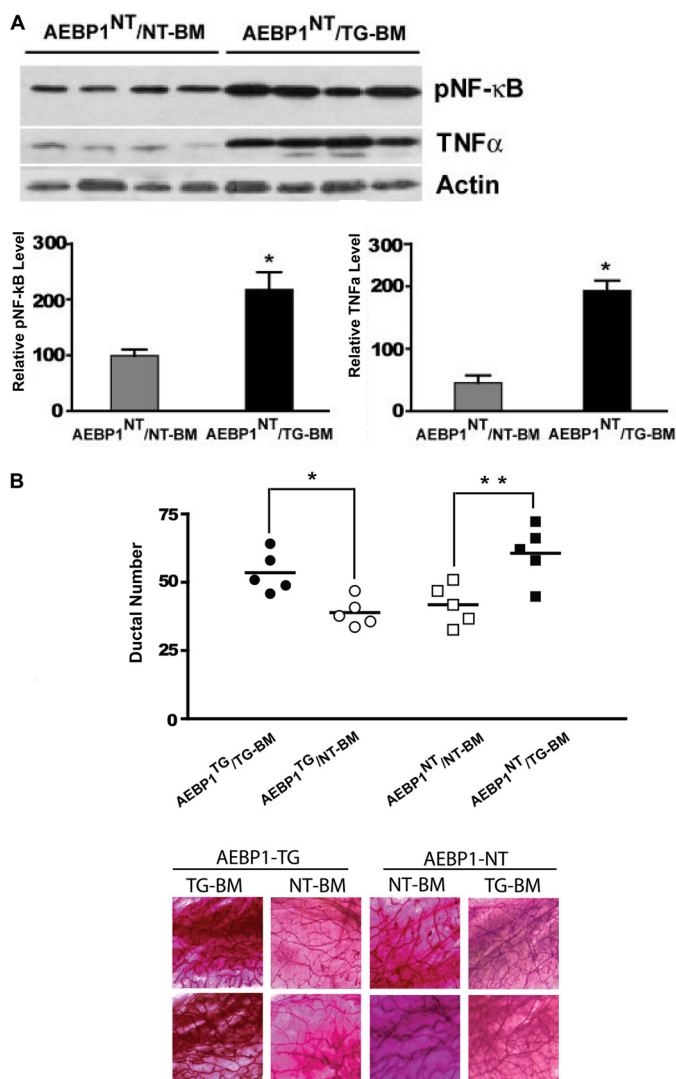 A
AEBP1NT/NT-BM AEBP1NT/TG-BM
pNF-κB
TNFα
Actin
Relative pNF-kB Level
300
200
100
0
*
AEBP1NT/NT-BM AEBP1NT/TG-BM
Relative TNFa Level
300
200
100
0
*
AEBP1NT/NT-BM AEBP1NT/TG-BM
B
Ductal Number
75
50
25
0
*
**
AEBP1TG/TG-BM
AEBP1TG/NT-BM
AEBP1NT/NT-BM
AEBP1NT/TG-BM
AEBP1-TG AEBP1-NT
TG-BM NT-BM NT-BM TG-BM